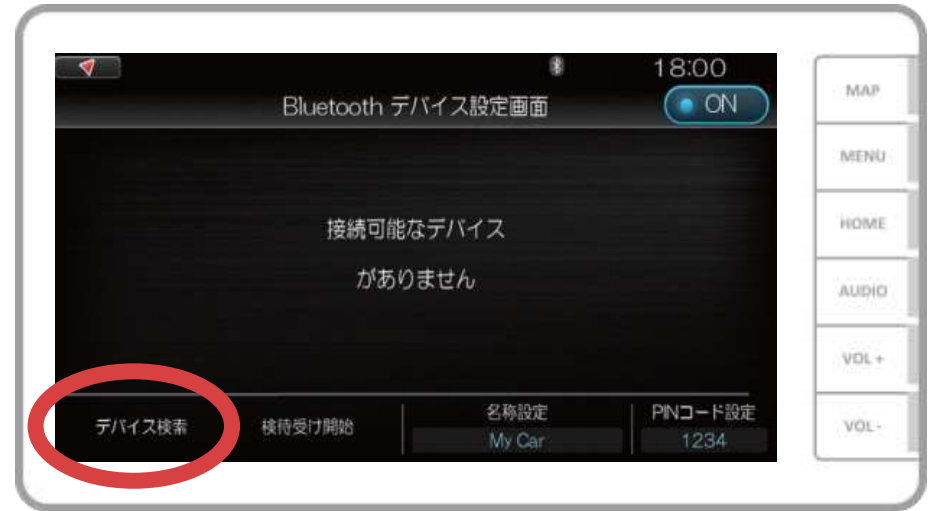 18:00
Bluetooth デバイス設定画面
ON
接続可能なデバイス
がありません
デバイス検索
検待受け開始
名称設定
My Car
PINコード設定
1234
MAP
MENU
HOME
AUDIO
VOL +
VOL -